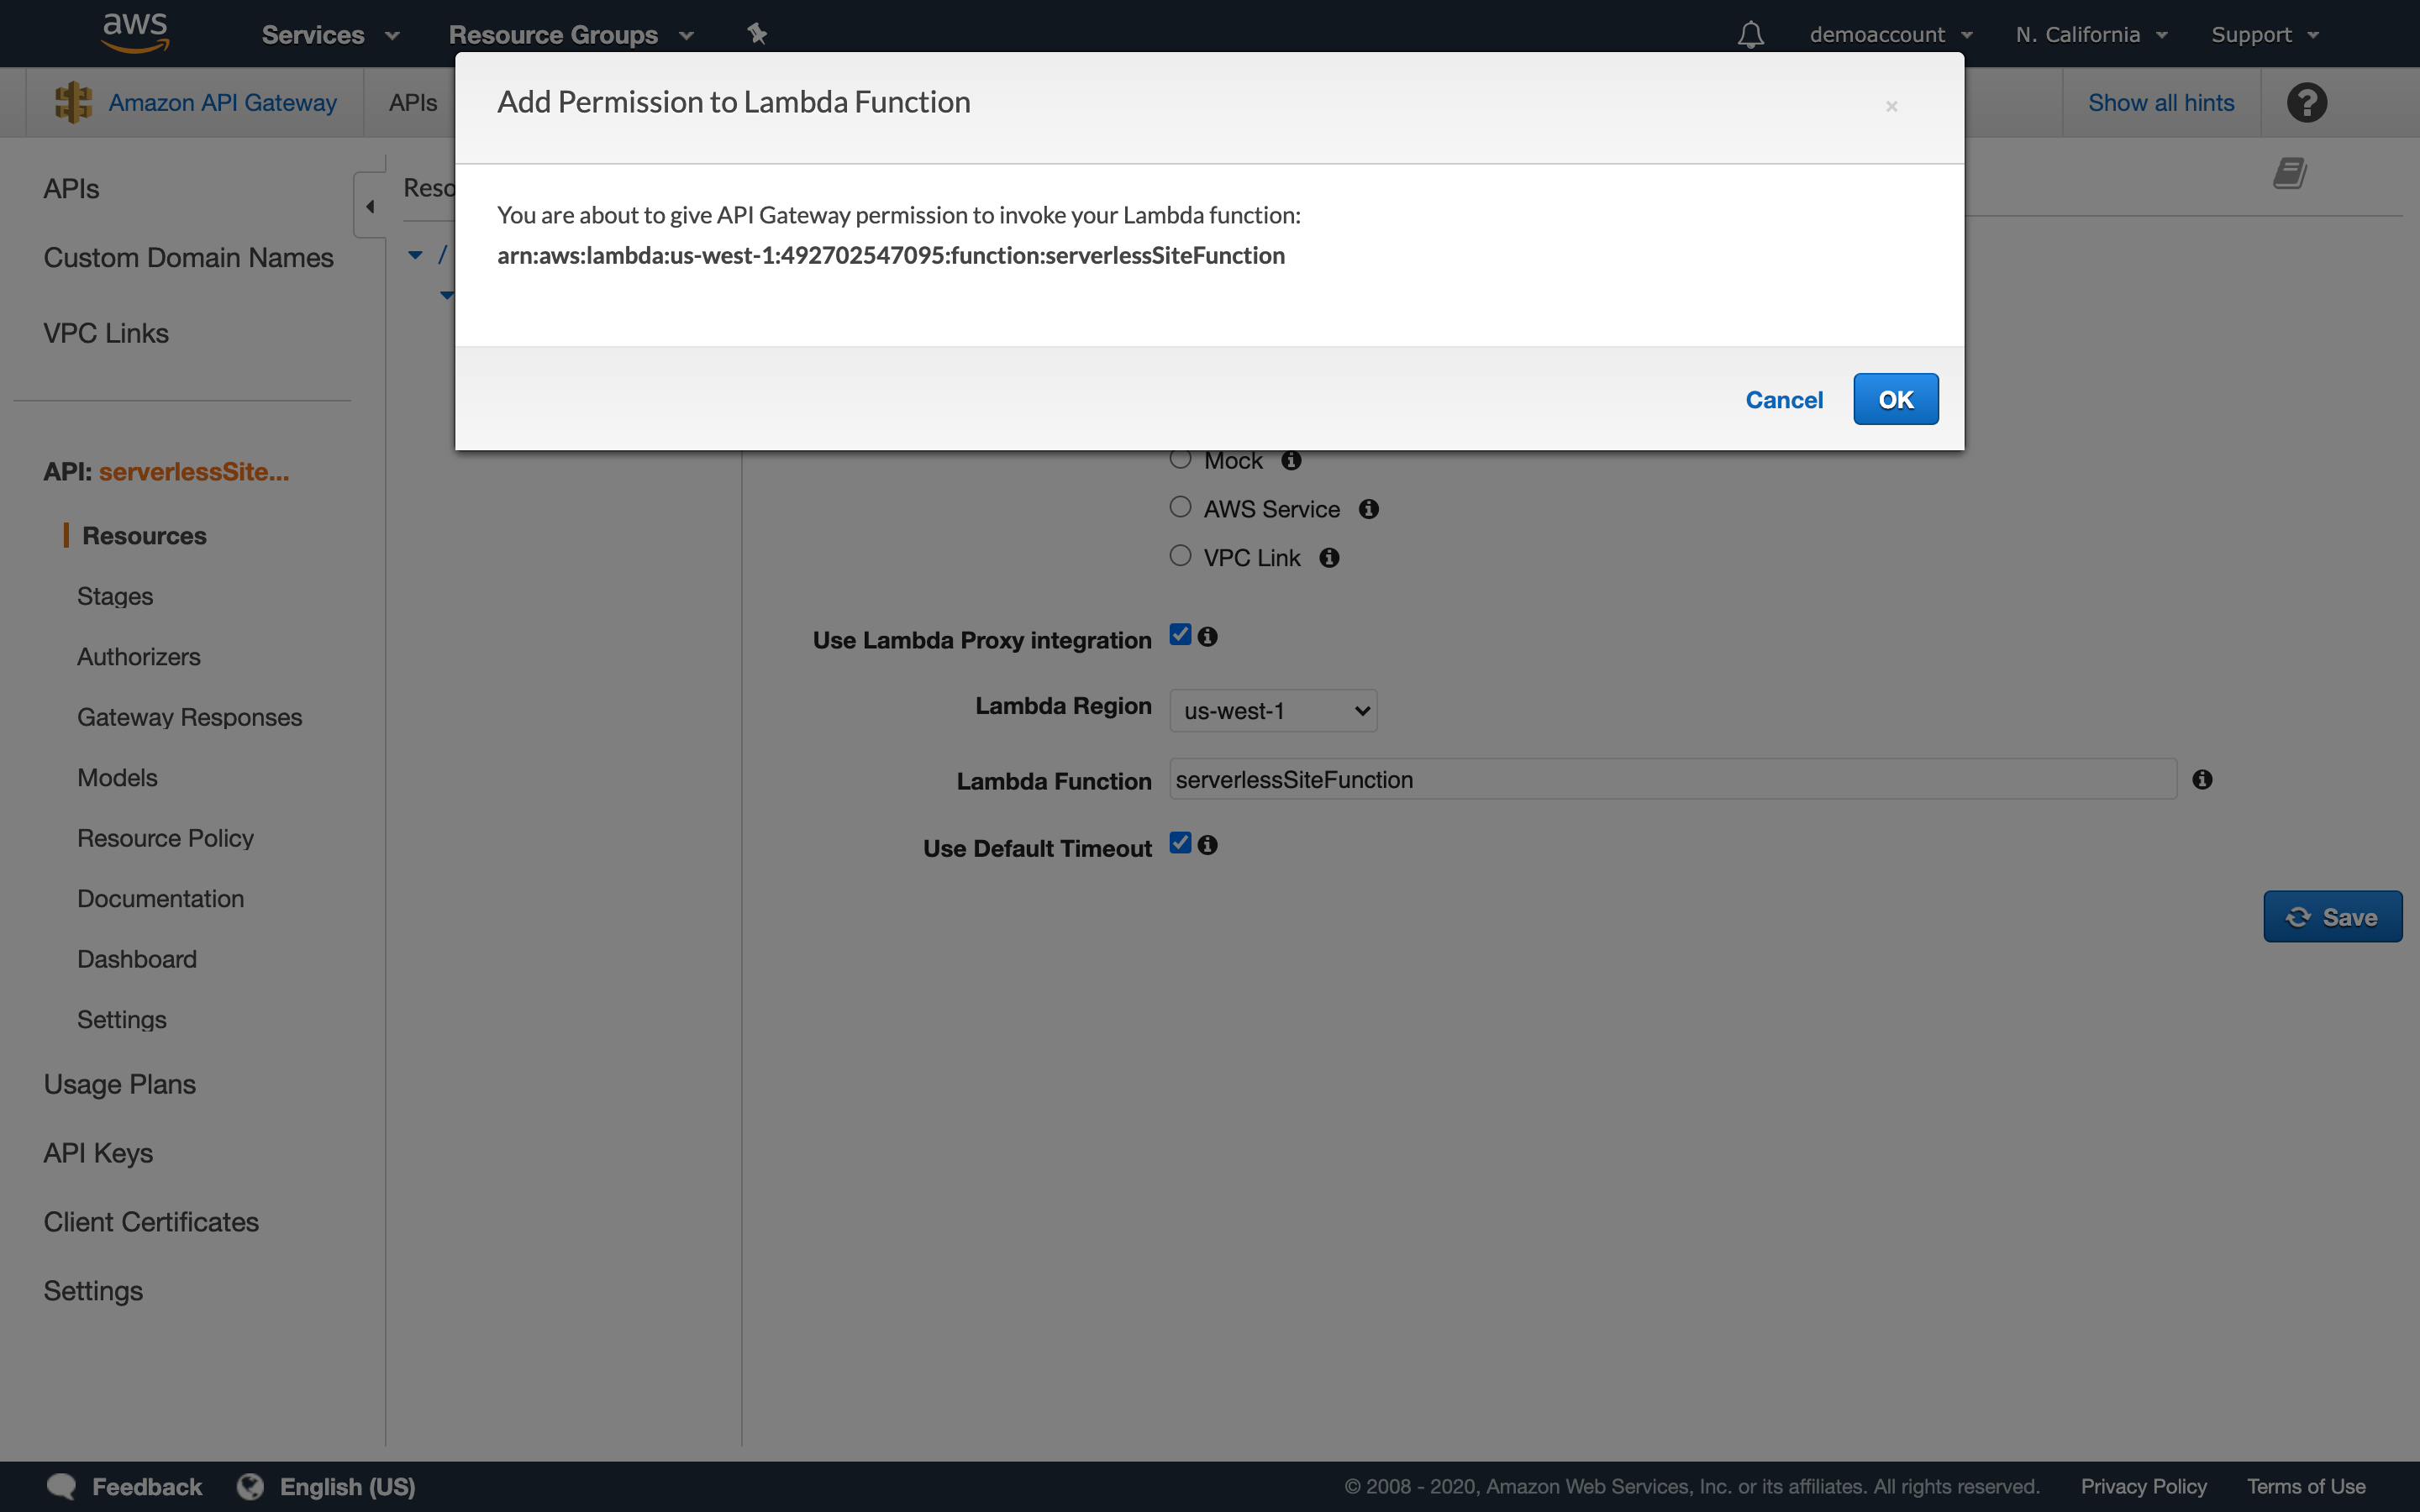 aws
Services
Resource Groups
demoaccount
N. California
Support
Amazon API Gateway
APIs
Show all hints
Add Permission to Lambda Function
×
You are about to give API Gateway permission to invoke your Lambda function:
arn:aws:lambda:us-west-1:492702547095:function:serverlessSiteFunction
Cancel
OK
APIs
Custom Domain Names
VPC Links
API: serverlessSite...
Resources
Stages
Authorizers
Gateway Responses
Models
Resource Policy
Documentation
Dashboard
Settings
Usage Plans
API Keys
Client Certificates
Settings
Reso
/
Mock
AWS Service
VPC Link
Use Lambda Proxy integration
Lambda Region us-west-1
Lambda Function serverlessSiteFunction
Use Default Timeout
Save
Feedback
English (US)
© 2008 - 2020, Amazon Web Services, Inc. or its affiliates. All rights reserved.
Privacy Policy
Terms of Use